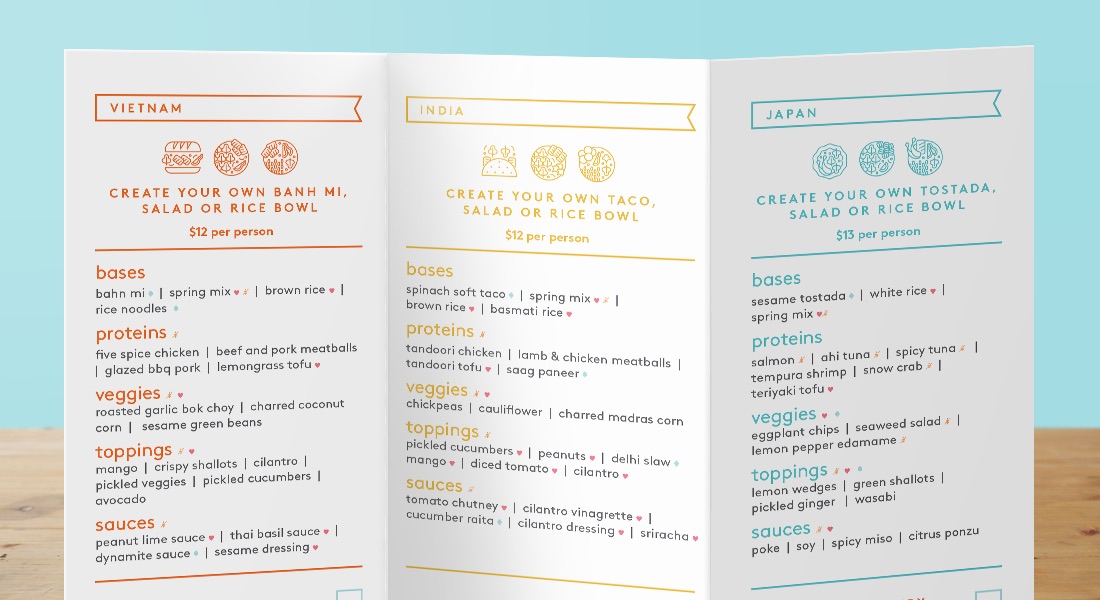 VIETNAM
CREATE YOUR OWN BANH MI,
SALAD OR RICE BOWL
$12 per person
bases
bahn mi | spring mix | brown rice |
rice noodles
proteins
five spice chicken | beef and pork meatballs
| glazed bbq pork | lemongrass tofu
veggies
roasted garlic bok choy | charred coconut
corn | sesame green beans
toppings
mango | crispy shallots | cilantro |
pickled veggies | pickled cucumbers |
avocado
sauces
peanut lime sauce | thai basil sauce |
dynamite sauce | sesame dressing
INDIA
CREATE YOUR OWN TACO,
SALAD OR RICE BOWL
$12 per person
bases
spinach soft taco | spring mix |
brown rice | basmati rice
proteins
tandoori chicken | lamb & chicken meatballs |
tandoori tofu | saag paneer
veggies
chickpeas | cauliflower | charred madras corn
toppings
pickled cucumbers | peanuts | delhi slaw
mango | diced tomato | cilantro
sauces
tomato chutney | cilantro vinagrette |
cucumber raita | cilantro dressing | sriracha
JAPAN
CREATE YOUR OWN TOSTADA,
SALAD OR RICE BOWL
$13 per person
bases
sesame tostada | white rice |
spring mix
proteins
salmon | ahi tuna | spicy tuna |
tempura shrimp | snow crab |
teriyaki tofu
veggies
eggplant chips | seaweed salad |
lemon pepper edamame
toppings
lemon wedges | green shallots |
pickled ginger | wasabi
sauces
poke | soy | spicy miso | citrus ponzu